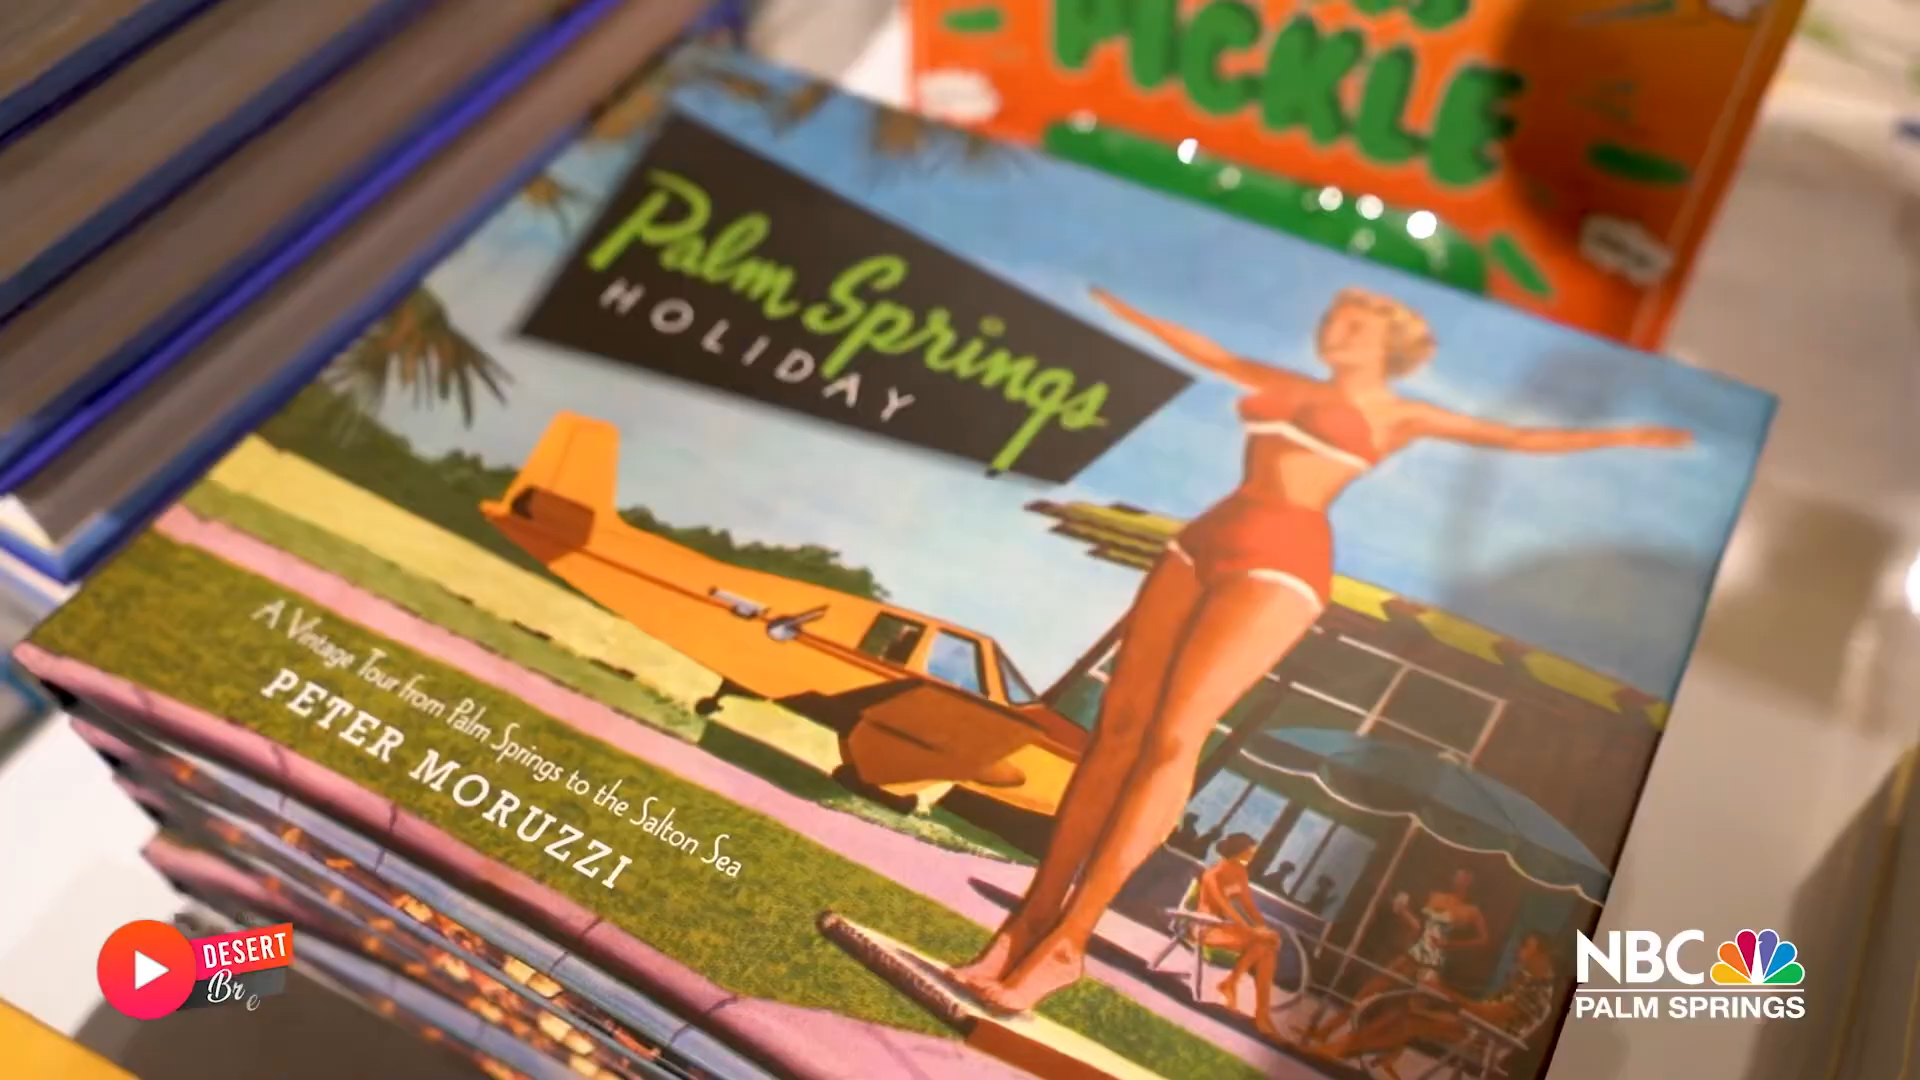 PICKLE
Palm Springs
HOLIDAY
A Vintage Tour from Palm Springs to the Salton Sea
PETER MORUZZI
DESERT
Bre
NBC
PALM SPRINGS